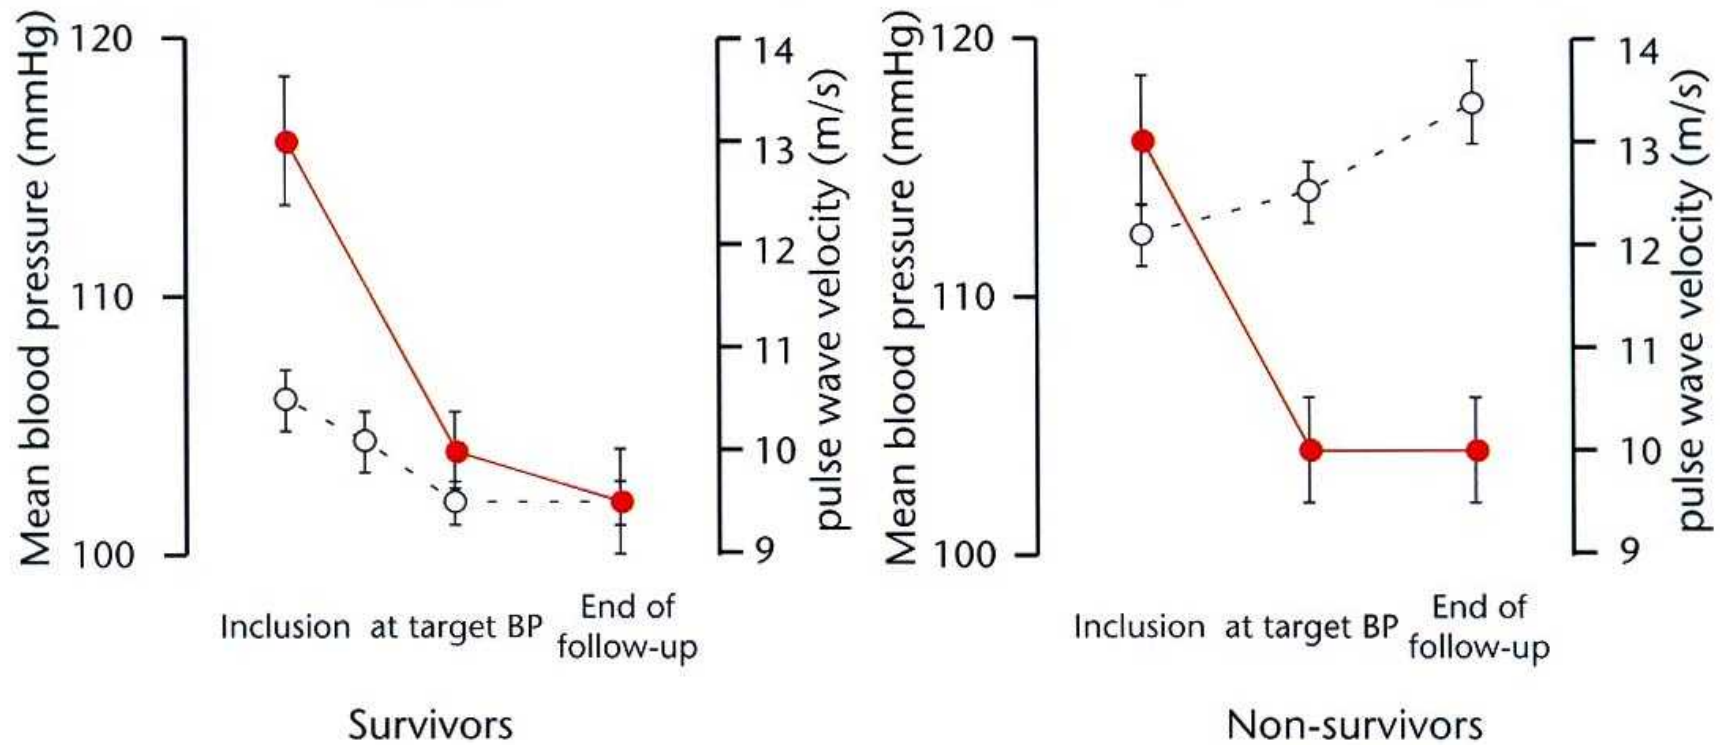 Mean blood pressure (mmHg)
120
110
100
14
13
12
11
10
9
pulse wave velocity (m/s)
Inclusion
at target BP
End of
follow-up
Survivors
Mean blood pressure (mmHg)
120
110
100
14
13
12
11
10
9
pulse wave velocity (m/s)
Inclusion
at target BP
End of
follow-up
Non-survivors